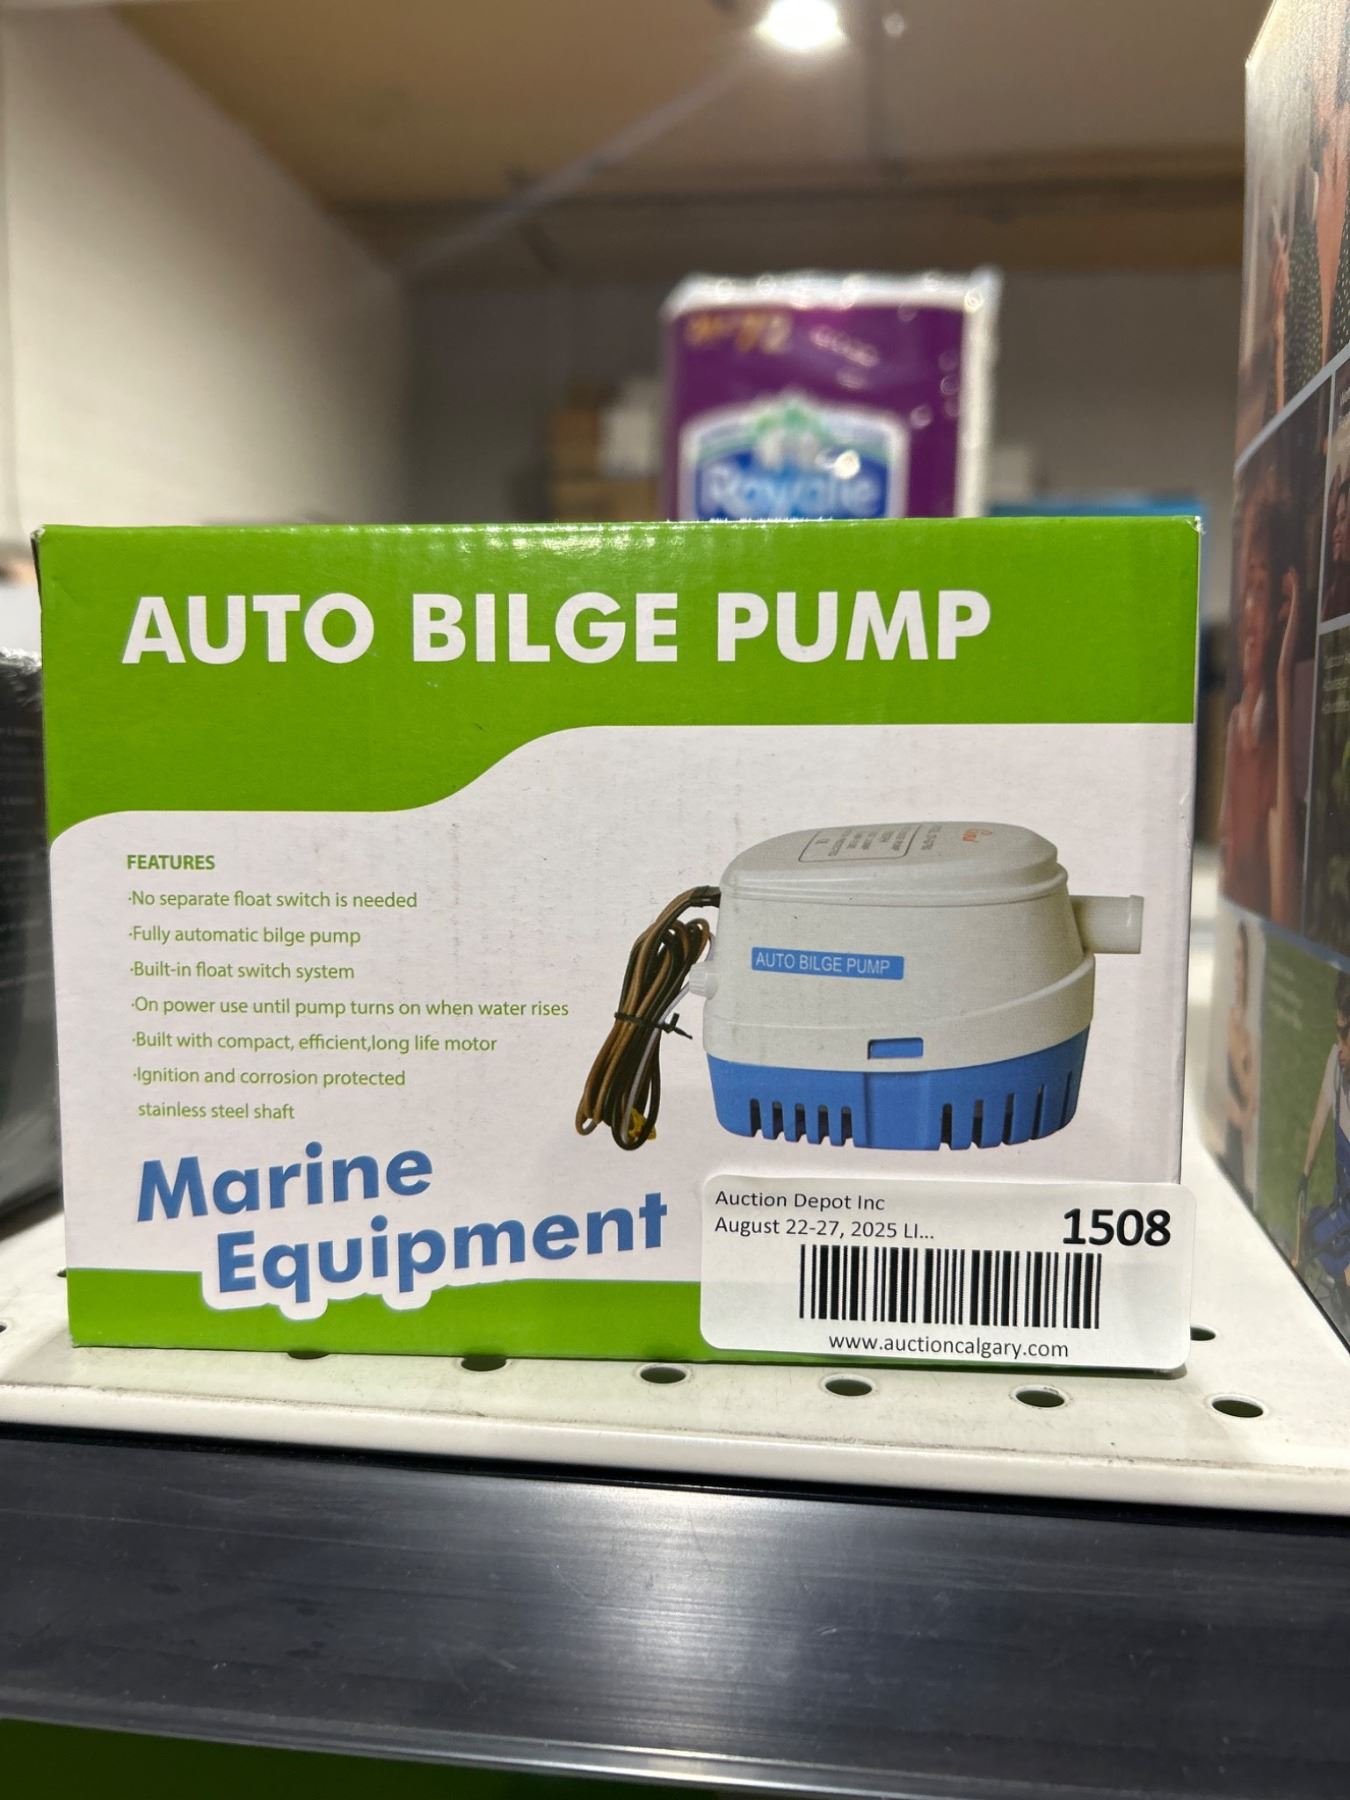 Royale
AUTO BILGE PUMP
FEATURES
·No separate float switch is needed
·Fully automatic bilge pump
·Built-in float switch system
·On power use until pump turns on when water rises
·Built with compact, efficient,long life motor
·Ignition and corrosion protected
stainless steel shaft
AUTO BILGE PUMP
Marine
Equipment
Auction Depot Inc
August 22-27, 2025 LI...
1508
www.auctioncalgary.com